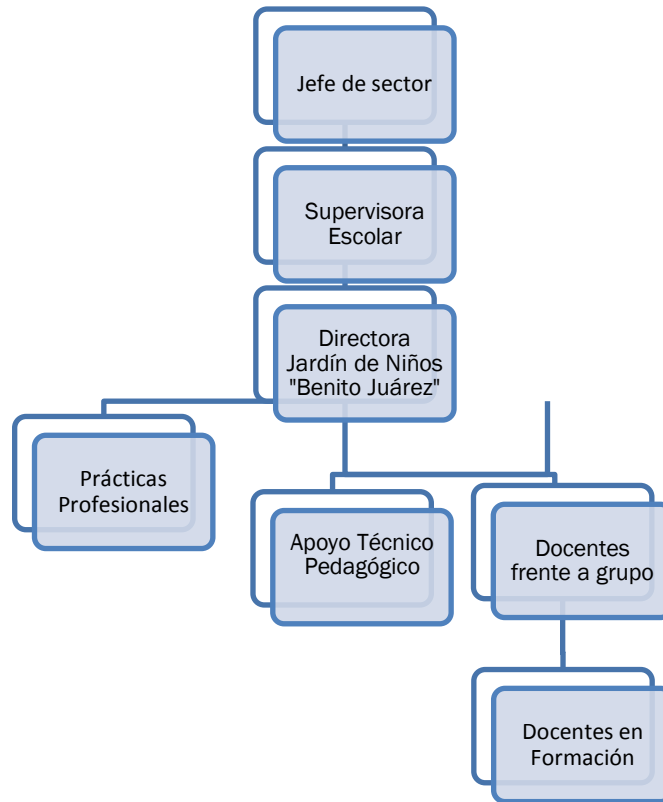 Jefe de sector
Supervisora
Escolar
Directora
Jardín de Niños
"Benito Juárez"
Prácticas
Profesionales
Apoyo Técnico
Pedagógico
Docentes
frente a grupo
Docentes en
Formación